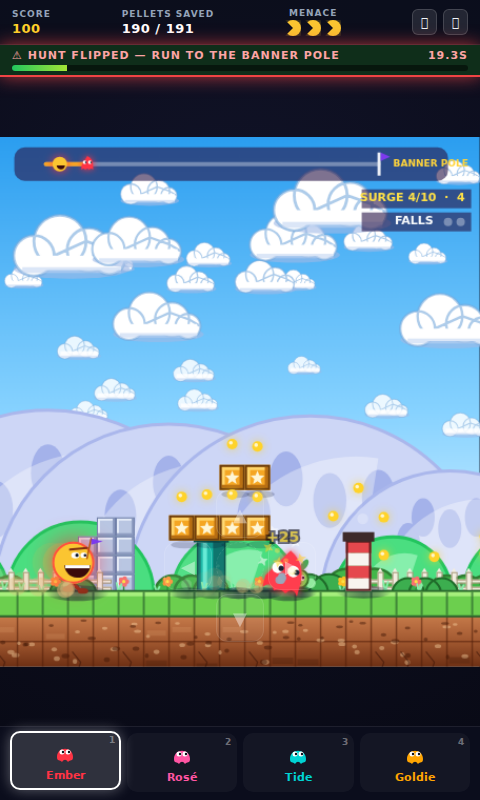 SCORE
100
PELLETS SAVED
190 / 191
MENACE
⚠ HUNT FLIPPED — RUN TO THE BANNER POLE
19.3S
BANNER POLE
SURGE 4/10 · 4
FALLS
+25
1
Ember
2
Rosé
3
Tide
4
Goldie